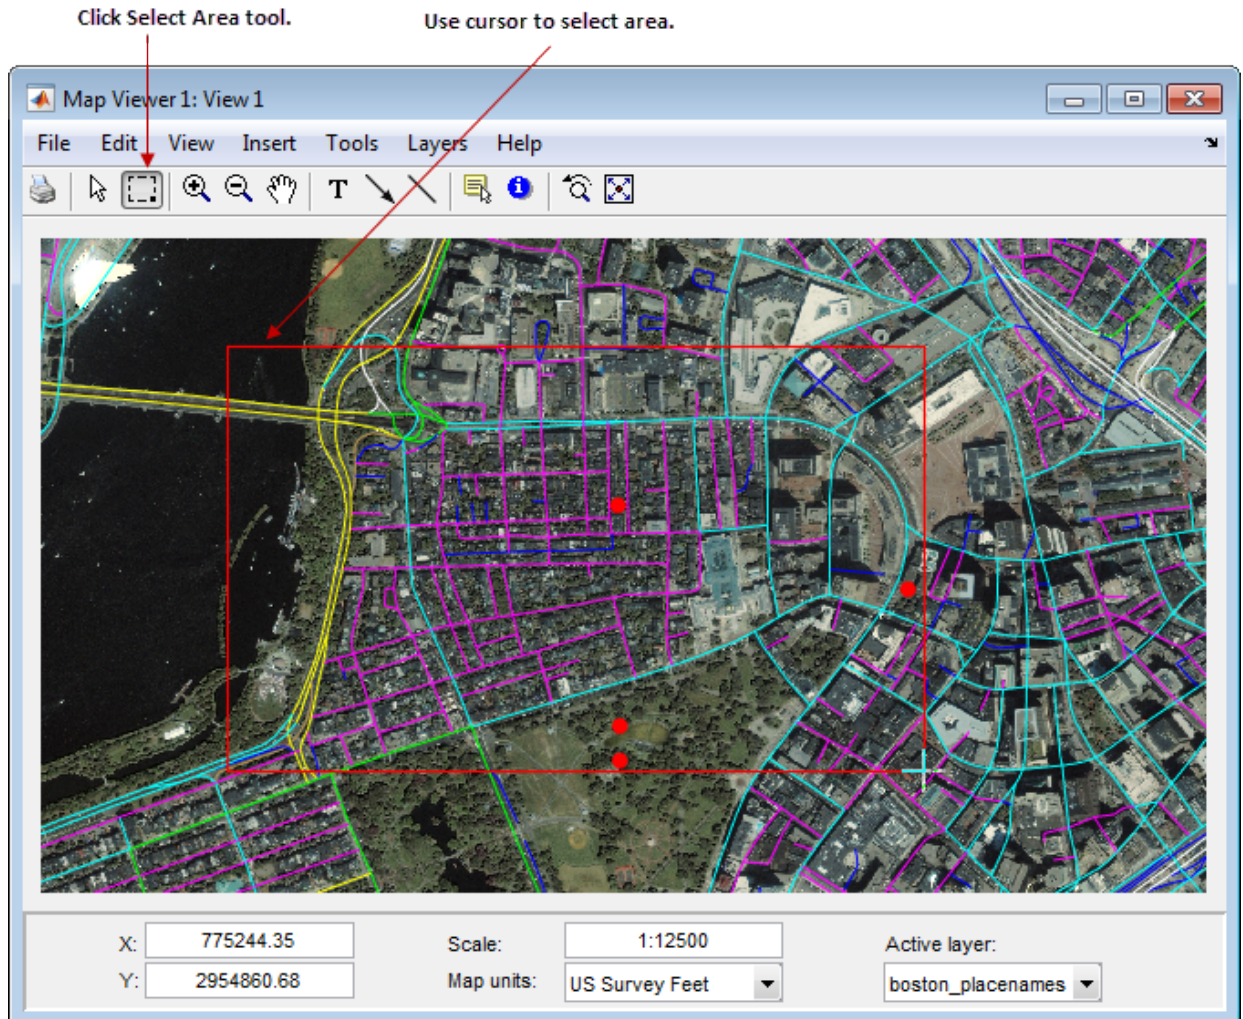 Click Select Area tool.
Use cursor to select area.
Map Viewer 1: View 1
File Edit View Insert Tools Layers Help
T
X: 775244.35 Scale: 1:12500 Active layer:
Y: 2954860.68 Map units: US Survey Feet boston_placenames